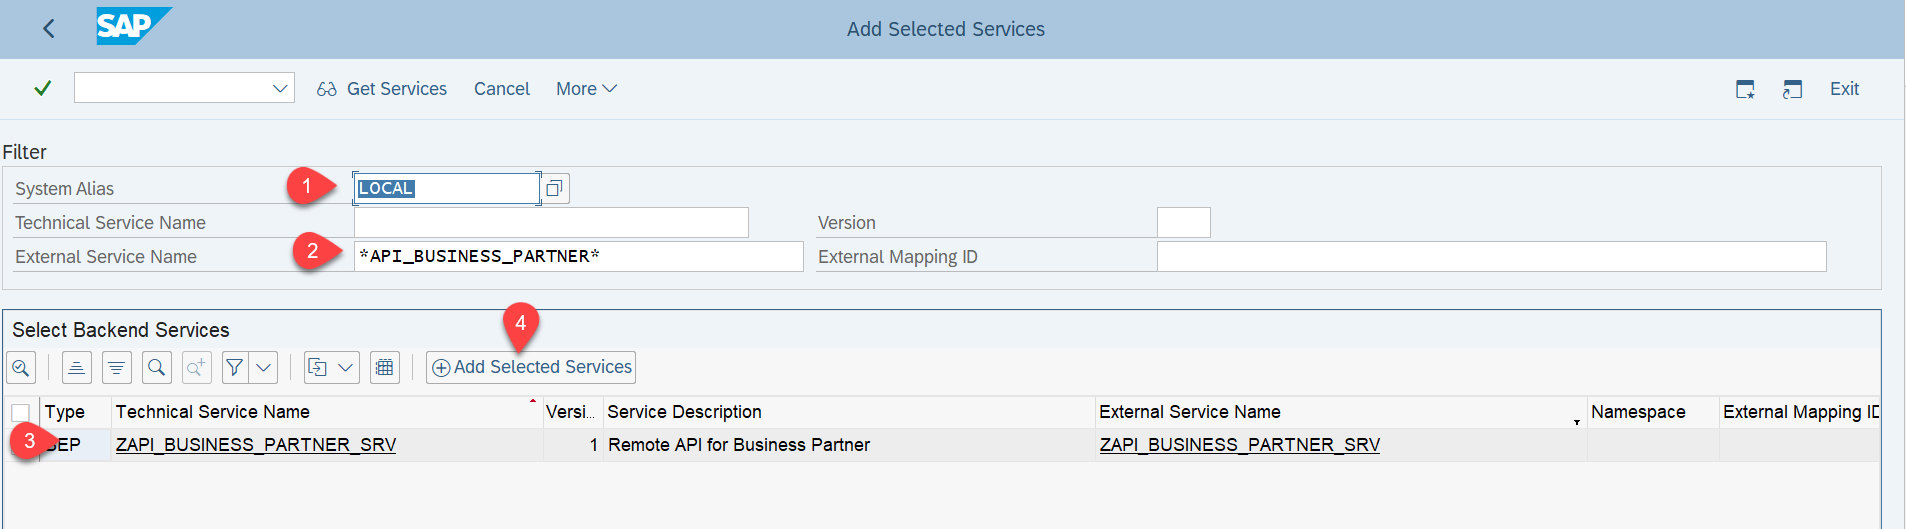 SAP Add Selected Services
Get Services Cancel More Exit
Filter
System Alias 1 LOCAL
Technical Service Name Version
External Service Name 2 *API_BUSINESS_PARTNER* External Mapping ID
4
Select Backend Services
Add Selected Services
Type Technical Service Name Versi... Service Description External Service Name Namespace External Mapping ID
3 BEP ZAPI_BUSINESS_PARTNER_SRV 1 Remote API for Business Partner ZAPI_BUSINESS_PARTNER_SRV